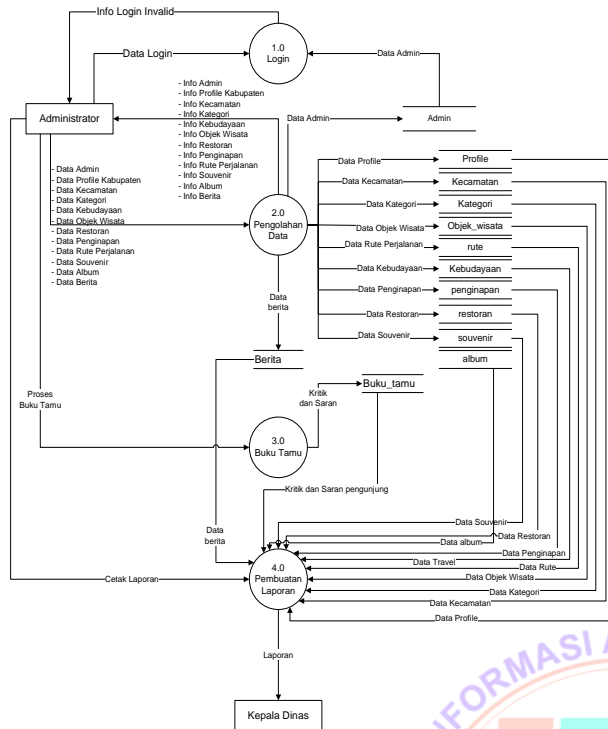 Info Login Invalid
1.0
Login
Data Login
Data Admin
- Info Admin
- Info Profile Kabupaten
- Info Kecamatan
- Info Kategori
- Info Kebudayaan
- Info Objek Wisata
- Info Restoran
- Info Penginapan
- Info Rute Perjalanan
- Info Souvenir
- Info Album
- Info Berita
Administrator
Data Admin
Admin
- Data Admin
- Data Profile Kabupaten
- Data Kecamatan
- Data Kategori
- Data Kebudayaan
- Data Objek Wisata
- Data Restoran
- Data Penginapan
- Data Rute Perjalanan
- Data Souvenir
- Data Album
- Data Berita
2.0
Pengolahan
Data
Data Profile
Profile
Data Kecamatan
Kecamatan
Data Kategori
Kategori
Data Objek Wisata
Objek_wisata
Data Rute Perjalanan
rute
Data Kebudayaan
Kebudayaan
Data Penginapan
penginapan
Data Restoran
restoran
Data Souvenir
souvenir
album
Data
berita
Berita
Buku_tamu
Kritik
dan Saran
Proses
Buku Tamu
3.0
Buku Tamu
Kritik dan Saran pengunjung
Data
berita
Data Souvenir
Data Restoran
Data album
Data Penginapan
Data Travel
Data Rute
4.0
Pembuatan
Laporan
Cetak Laporan
Data Objek Wisata
Data Kategori
Data Kecamatan
Data Profile
Laporan
Kepala Dinas